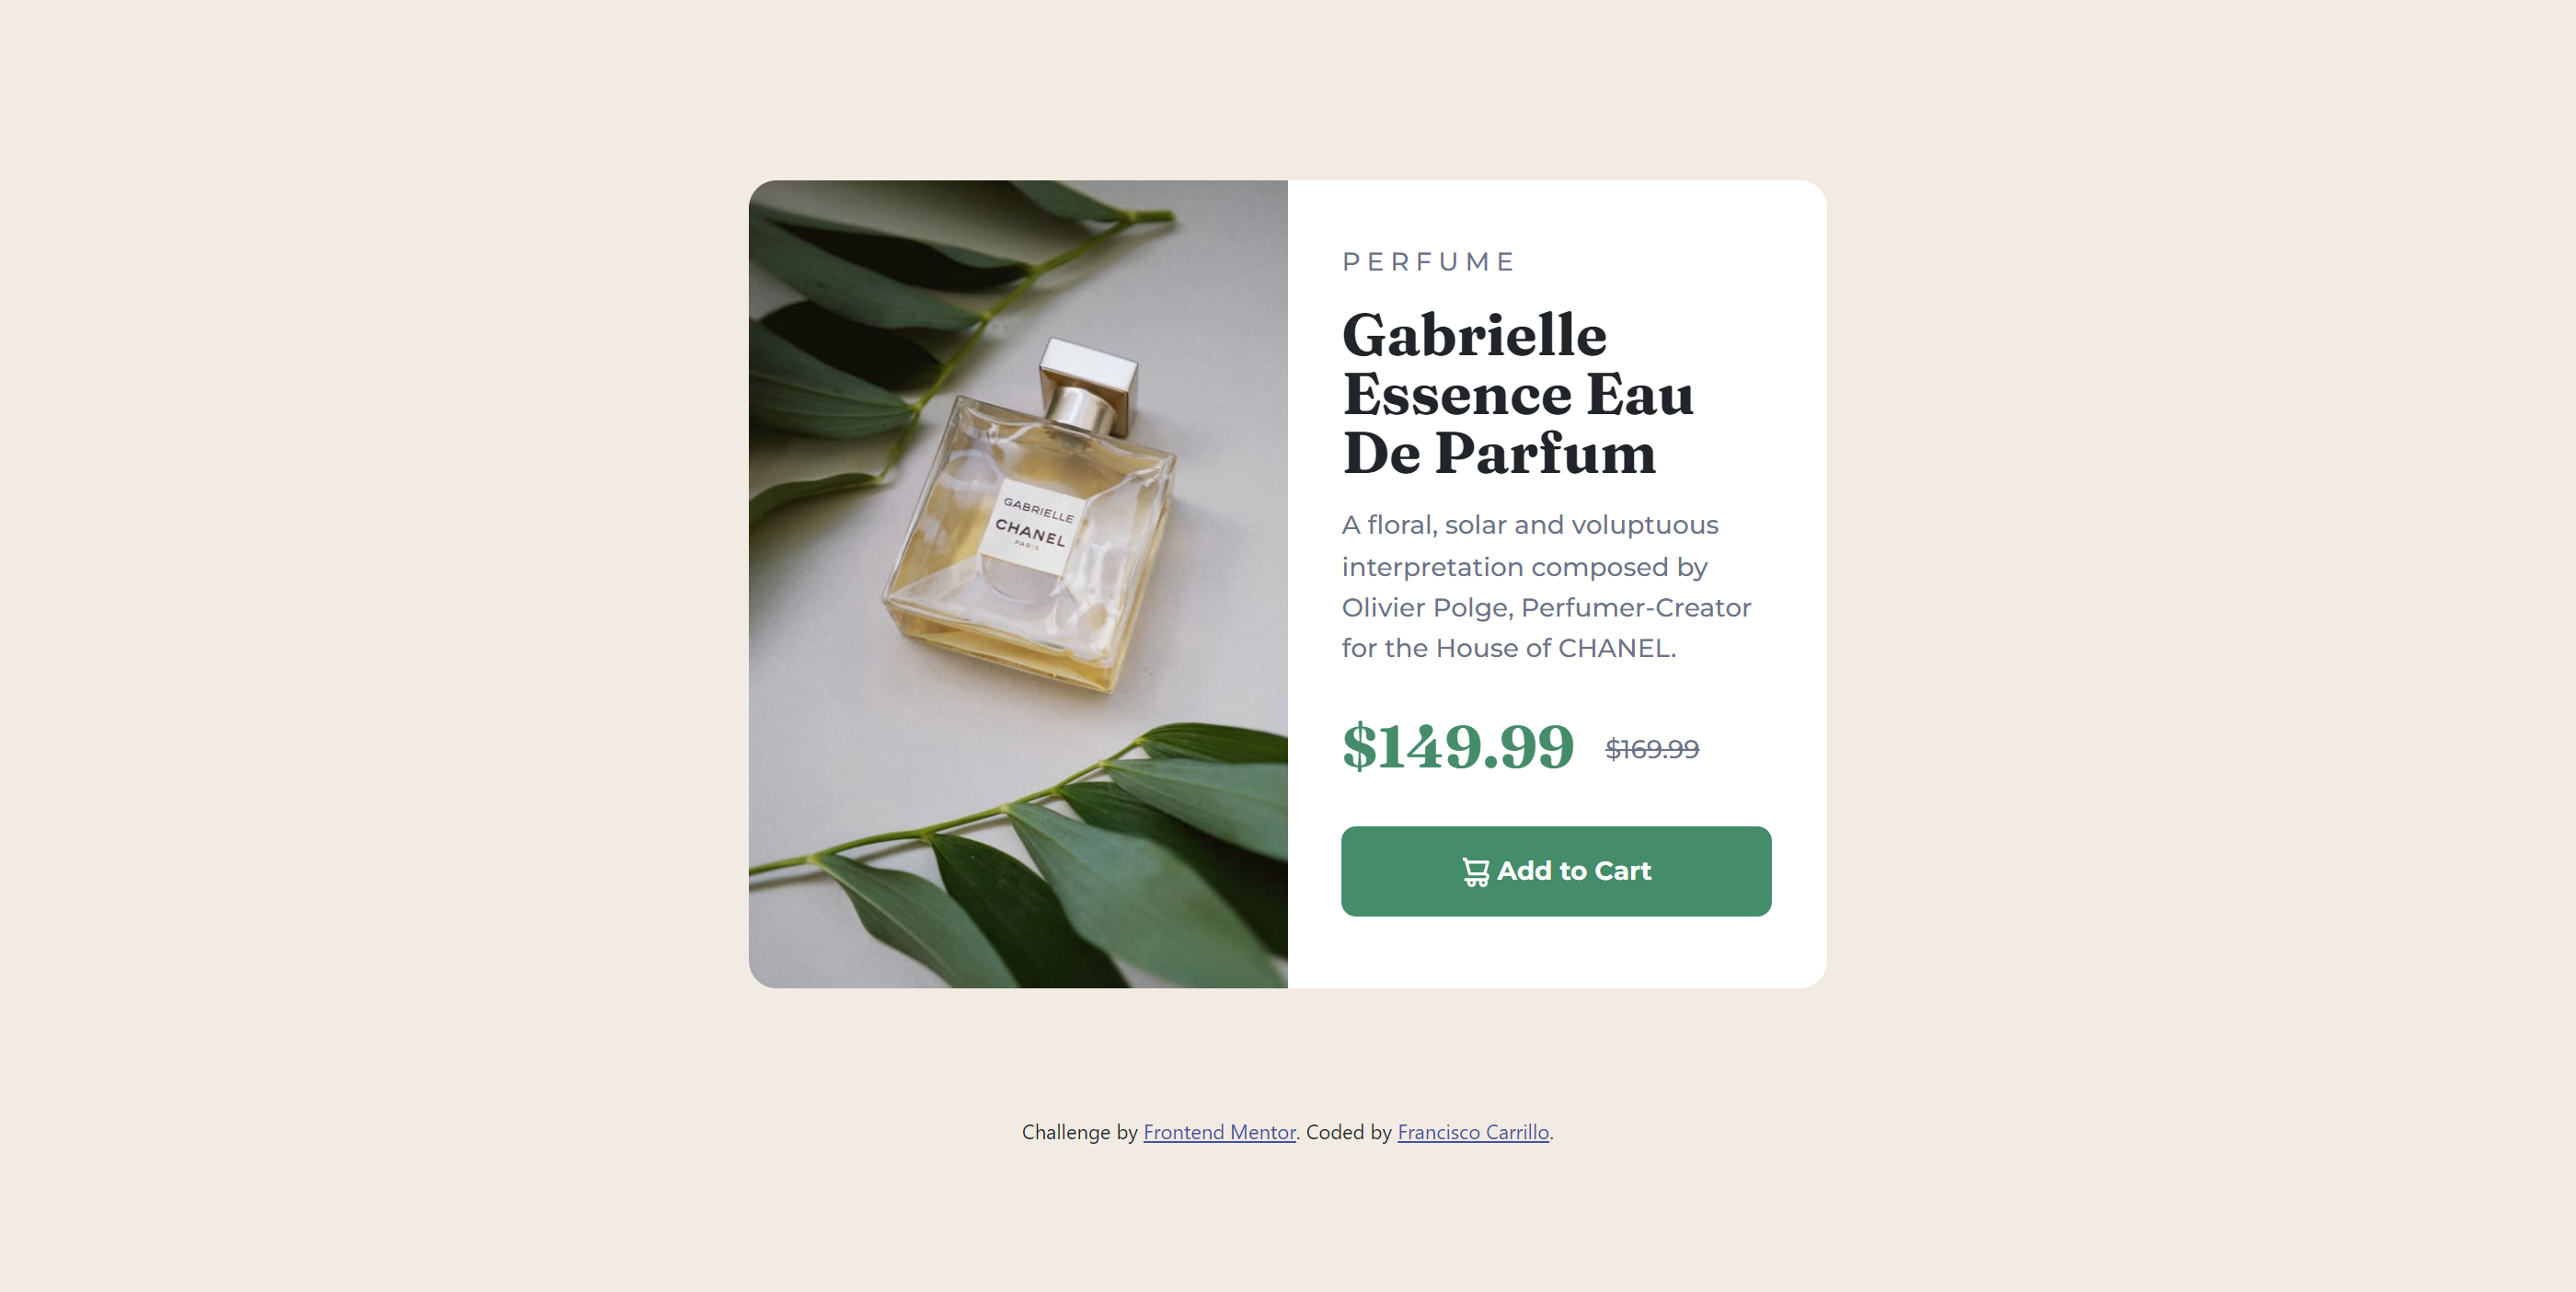 GABRIELLE
CHANEL
PARIS
PERFUME
Gabrielle
Essence Eau
De Parfum
A floral, solar and voluptuous
interpretation composed by
Olivier Polge, Perfumer-Creator
for the House of CHANEL.
$149.99 $169.99
Add to Cart
Challenge by Frontend Mentor. Coded by Francisco Carrillo.